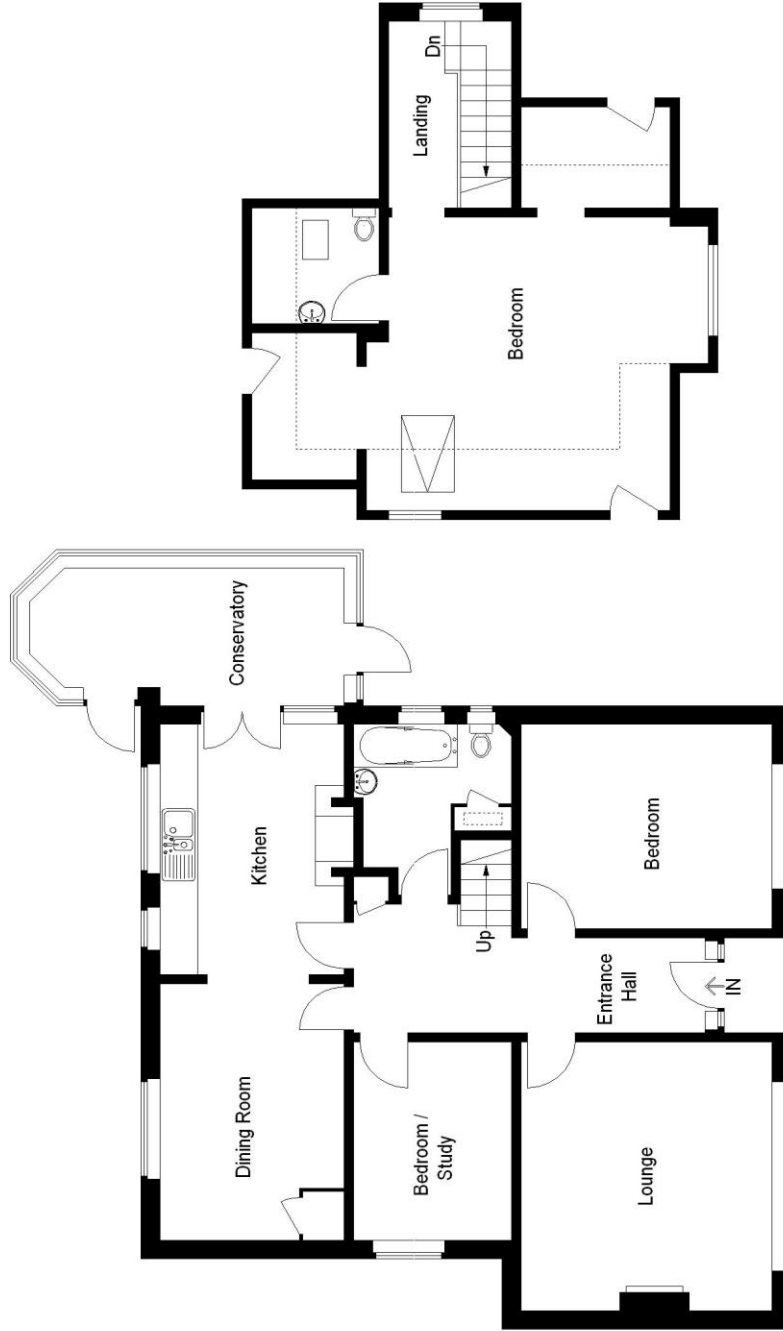 Conservatory
Kitchen
Dining Room
Bedroom /
Study
Up
Entrance
Hall
IN
Bedroom
Lounge
Landing
Dn
Bedroom